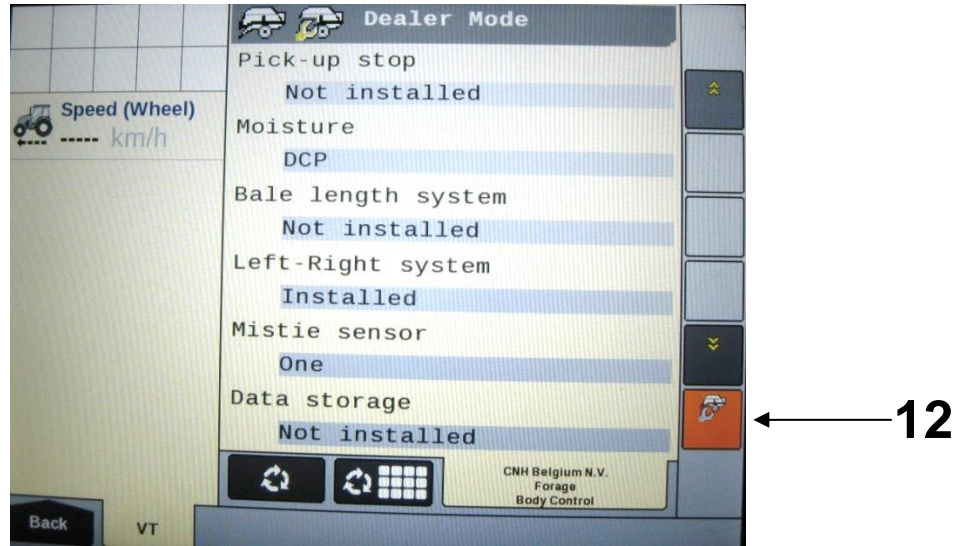 Dealer Mode
Pick-up stop
Not installed
Speed (Wheel)
----- km/h
Moisture
DCP
Bale length system
Not installed
Left-Right system
Installed
Mistie sensor
One
Data storage
Not installed
12
CNH Belgium N.V.
Forage
Body Control
Back
VT